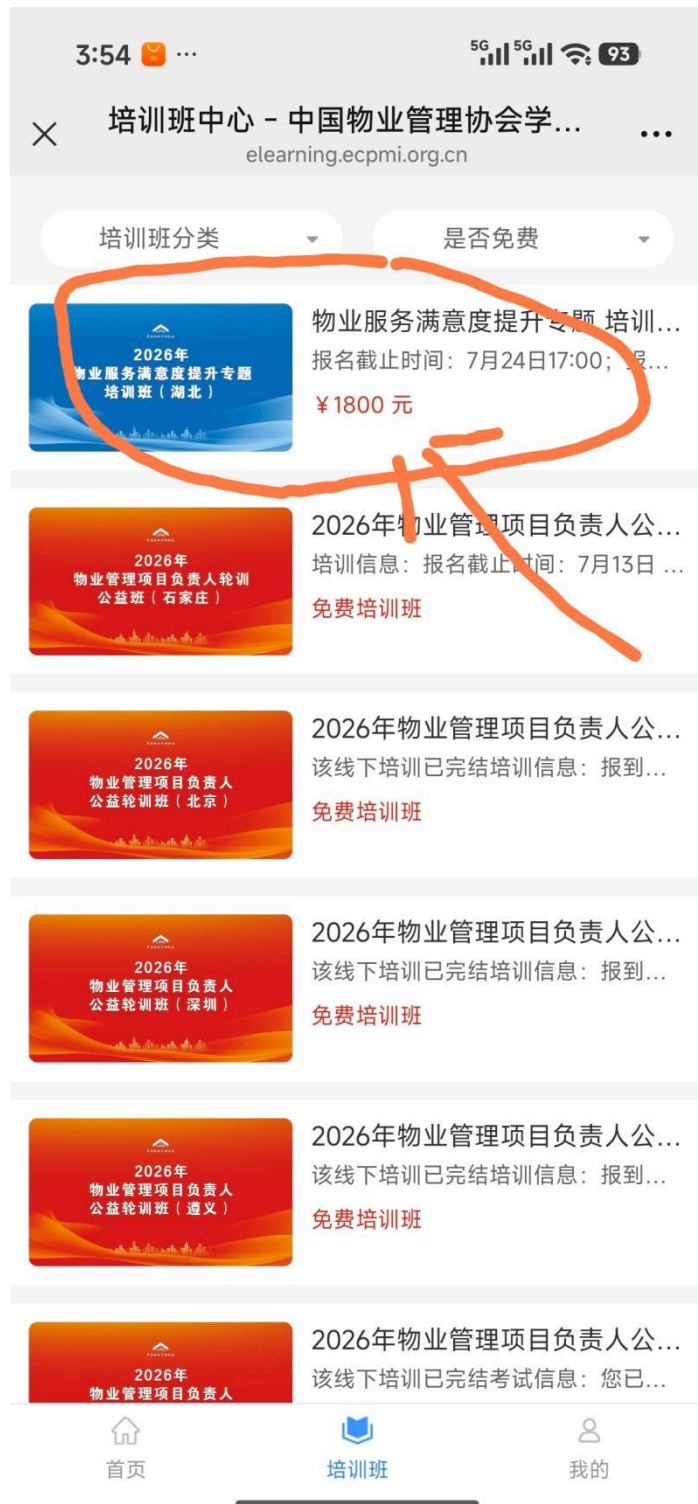 3:54 ...
5G 5G 93
培训班中心 - 中国物业管理协会学...
elearning.ecpmi.org.cn
培训班分类
是否免费
2026年
物业服务满意度提升专题
培训班（湖北）
物业服务满意度提升专题 培训...
报名截止时间：7月24日17:00；报...
¥1800 元
2026年
物业管理项目负责人轮训
公益班（石家庄）
2026年物业管理项目负责人公...
培训信息：报名截止时间：7月13日 ...
免费培训班
2026年
物业管理项目负责人
公益轮训班（北京）
2026年物业管理项目负责人公...
该线下培训已完结培训信息：报到...
免费培训班
2026年
物业管理项目负责人
公益轮训班（深圳）
2026年物业管理项目负责人公...
该线下培训已完结培训信息：报到...
免费培训班
2026年
物业管理项目负责人
公益轮训班（遵义）
2026年物业管理项目负责人公...
该线下培训已完结培训信息：报到...
免费培训班
2026年
物业管理项目负责人
2026年物业管理项目负责人公...
该线下培训已完结考试信息：您已...
首页
培训班
我的